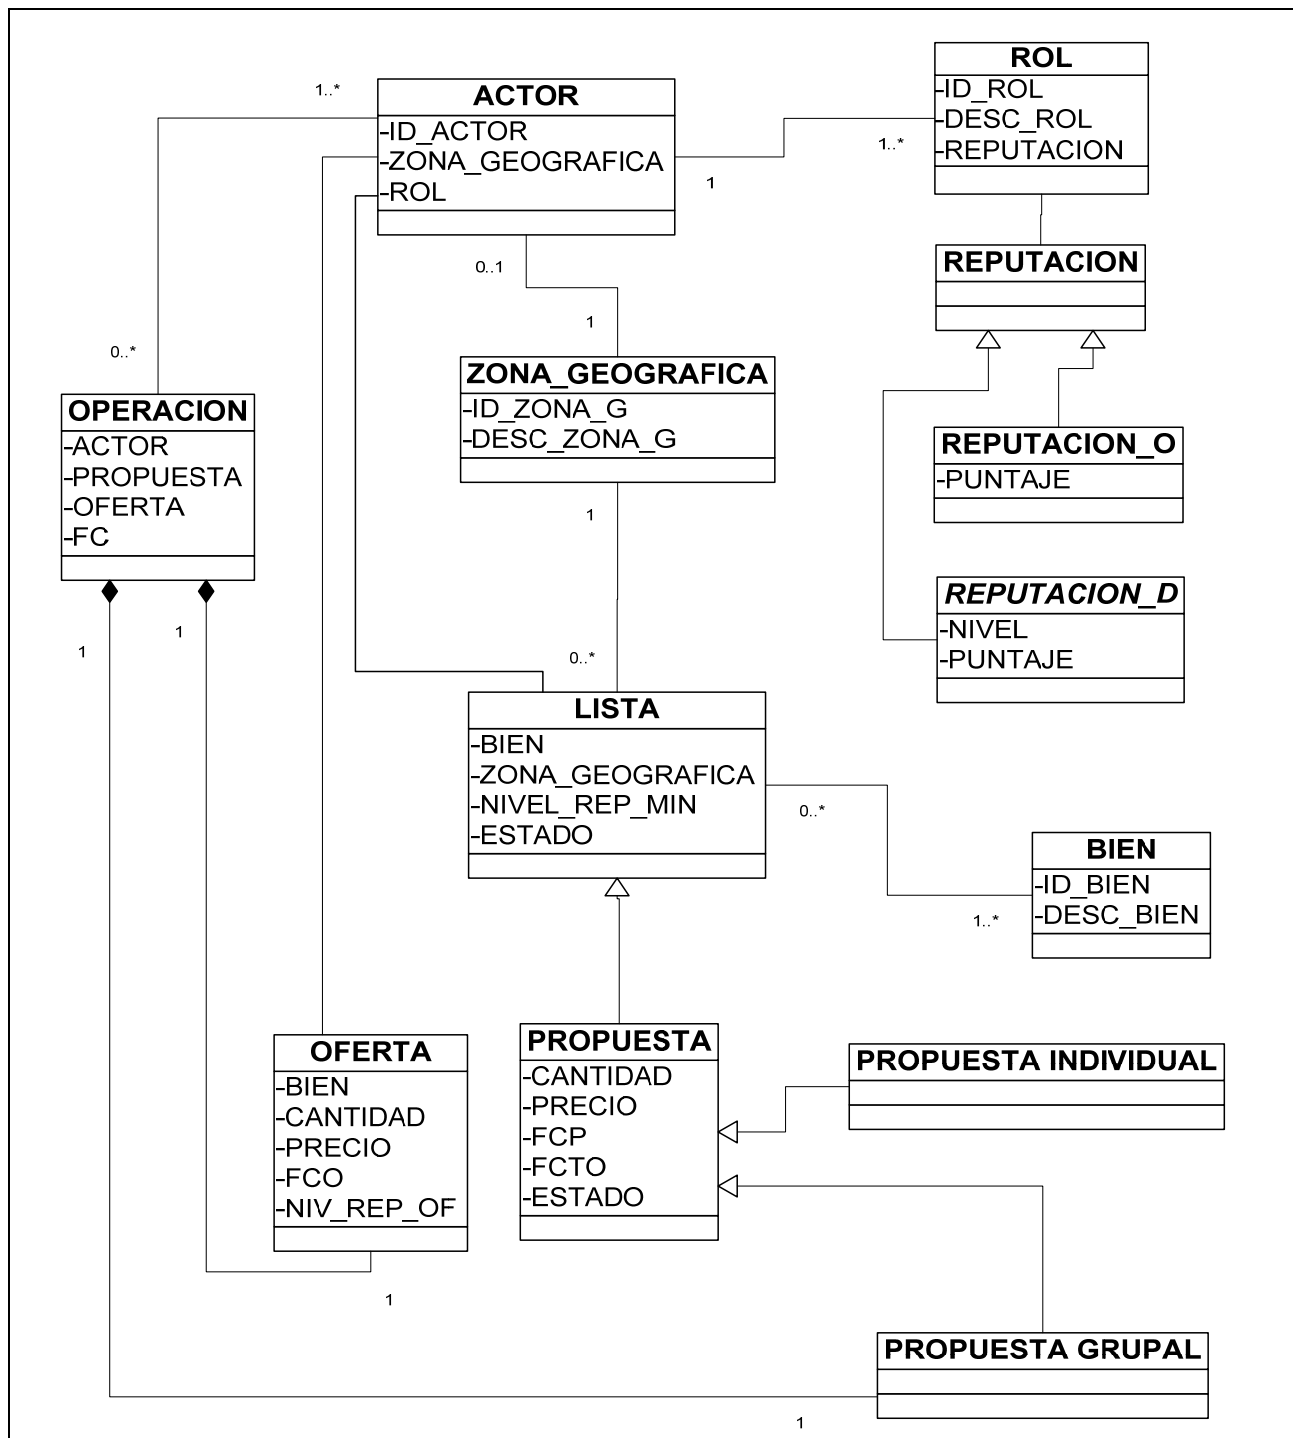 ROL
-ID_ROL
-DESC_ROL
-REPUTACION
1..*
ACTOR
-ID_ACTOR
-ZONA_GEOGRAFICA
-ROL
1..*
1
REPUTACION
0..1
1
0..*
ZONA_GEOGRAFICA
-ID_ZONA_G
-DESC_ZONA_G
OPERACION
-ACTOR
-PROPUESTA
-OFERTA
-FC
REPUTACION_O
-PUNTAJE
1
1
1
REPUTACION_D
-NIVEL
-PUNTAJE
0..*
LISTA
-BIEN
-ZONA_GEOGRAFICA
-NIVEL_REP_MIN
-ESTADO
0..*
BIEN
-ID_BIEN
-DESC_BIEN
1..*
OFERTA
-BIEN
-CANTIDAD
-PRECIO
-FCO
-NIV_REP_OF
PROPUESTA
-CANTIDAD
-PRECIO
-FCP
-FCTO
-ESTADO
PROPUESTA INDIVIDUAL
1
PROPUESTA GRUPAL
1